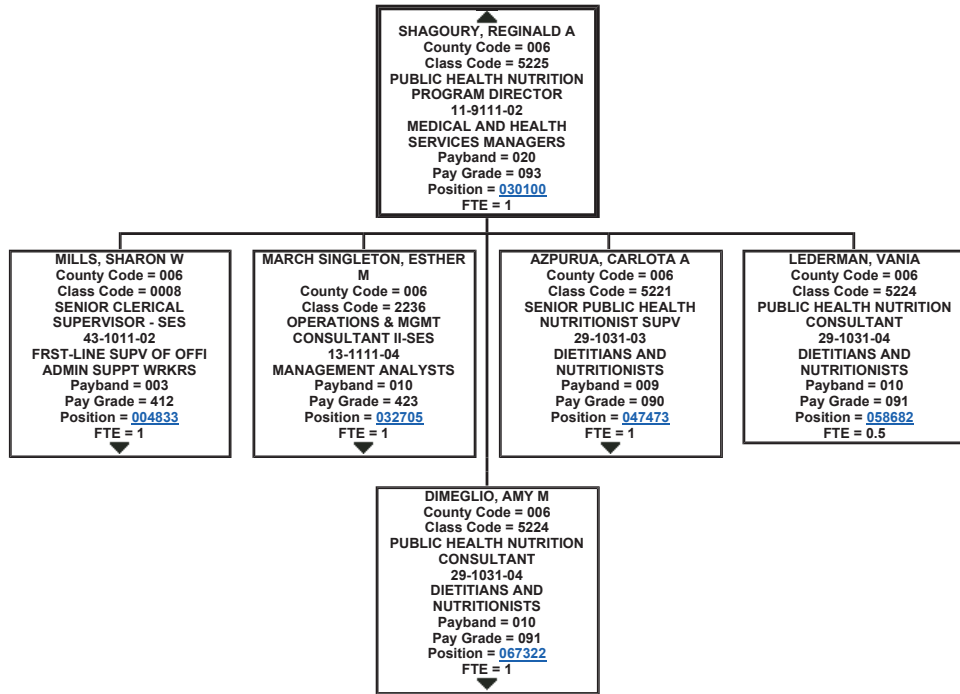 SHAGOURY, REGINALD A
County Code = 006
Class Code = 5225
PUBLIC HEALTH NUTRITION
PROGRAM DIRECTOR
11-9111-02
MEDICAL AND HEALTH
SERVICES MANAGERS
Payband = 020
Pay Grade = 093
Position = 030100
FTE = 1
MILLS, SHARON W
County Code = 006
Class Code = 0008
SENIOR CLERICAL
SUPERVISOR - SES
43-1011-02
FRST-LINE SUPV OF OFFI
ADMIN SUPPT WRKRS
Payband = 003
Pay Grade = 412
Position = 004833
FTE = 1
MARCH SINGLETON, ESTHER
M
County Code = 006
Class Code = 2236
OPERATIONS & MGMT
CONSULTANT II-SES
13-1111-04
MANAGEMENT ANALYSTS
Payband = 010
Pay Grade = 423
Position = 032705
FTE = 1
AZPURUA, CARLOTA A
County Code = 006
Class Code = 5221
SENIOR PUBLIC HEALTH
NUTRITIONIST SUPV
29-1031-03
DIETITIANS AND
NUTRITIONISTS
Payband = 009
Pay Grade = 090
Position = 047473
FTE = 1
LEDERMAN, VANIA
County Code = 006
Class Code = 5224
PUBLIC HEALTH NUTRITION
CONSULTANT
29-1031-04
DIETITIANS AND
NUTRITIONISTS
Payband = 010
Pay Grade = 091
Position = 058682
FTE = 0.5
DIMEGLIO, AMY M
County Code = 006
Class Code = 5224
PUBLIC HEALTH NUTRITION
CONSULTANT
29-1031-04
DIETITIANS AND
NUTRITIONISTS
Payband = 010
Pay Grade = 091
Position = 067322
FTE = 1